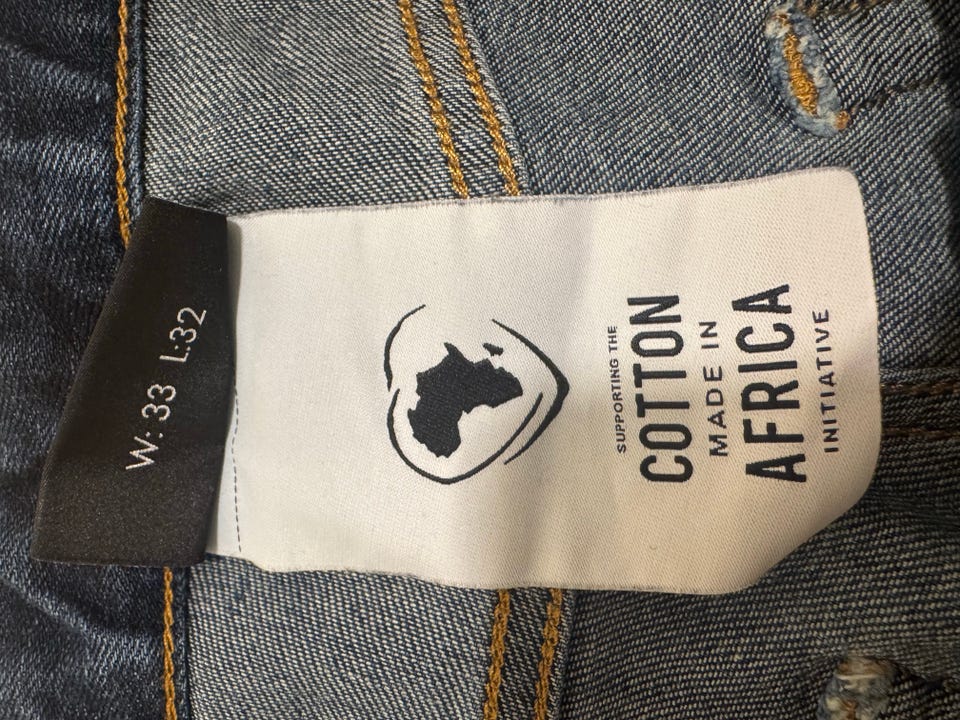 W: 33 L:32
SUPPORTING THE
COTTON
MADE IN
AFRICA
INITIATIVE